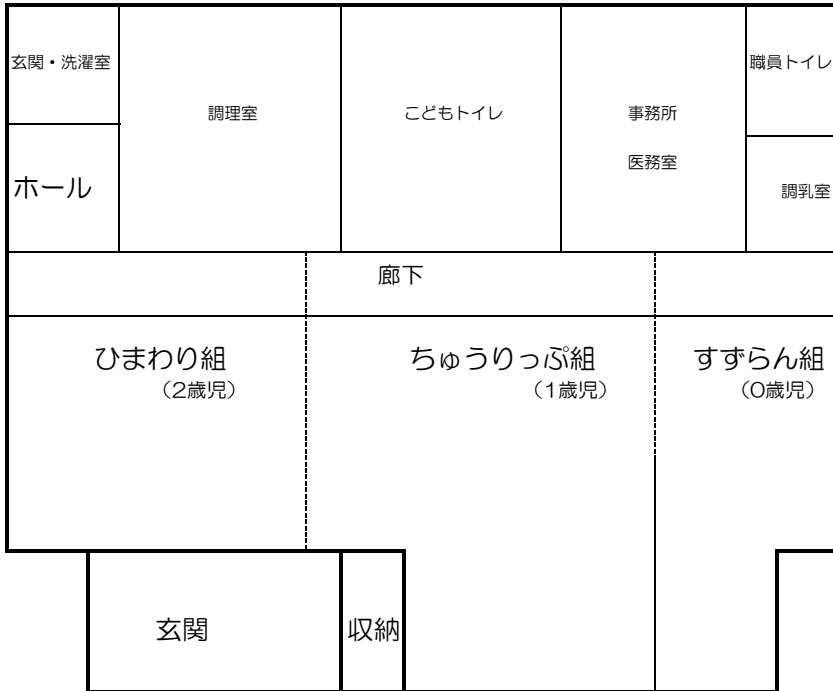 玄関・洗濯室
調理室
こどもトイレ
事務所
医務室
職員トイレ
ホール
調乳室
廊下
ひまわり組
（2歳児）
ちゅうりっぷ組
（1歳児）
すずらん組
（0歳児）
玄関
収納